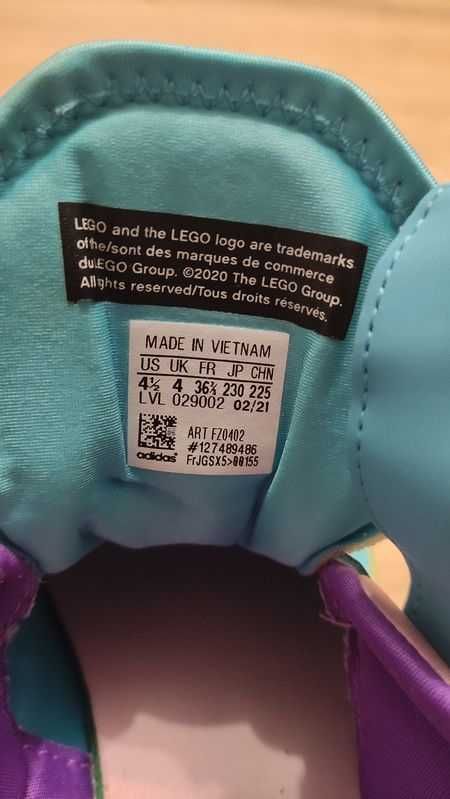 LEGO and the LEGO logo are trademarks
of the/sont des marques de commerce
du LEGO Group. ©2020 The LEGO Group.
All rights reserved/Tous droits réservés.
MADE IN VIETNAM
US UK FR JP CHN
4½ 4 36⅔ 230 225
LVL 029002 02/21
ART FZ0402
#127489486
FrJGSX5>00155
adidas